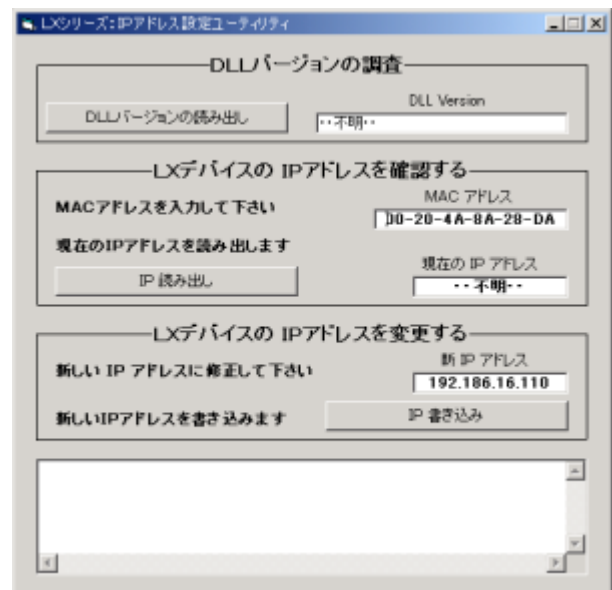 LXシリーズ:IPアドレス設定ユーティリティ
DLLバージョンの調査
DLLバージョンの読み出し
DLL Version
--不明--
LXデバイスの IPアドレスを確認する
MACアドレスを入力して下さい
MAC アドレス
00-20-4A-8A-28-DA
現在のIPアドレスを読み出します
現在の IP アドレス
IP 読み出し
--不明--
LXデバイスの IPアドレスを変更する
新しい IP アドレスに修正して下さい
新 IP アドレス
192.186.16.110
新しいIPアドレスを書き込みます
IP 書き込み